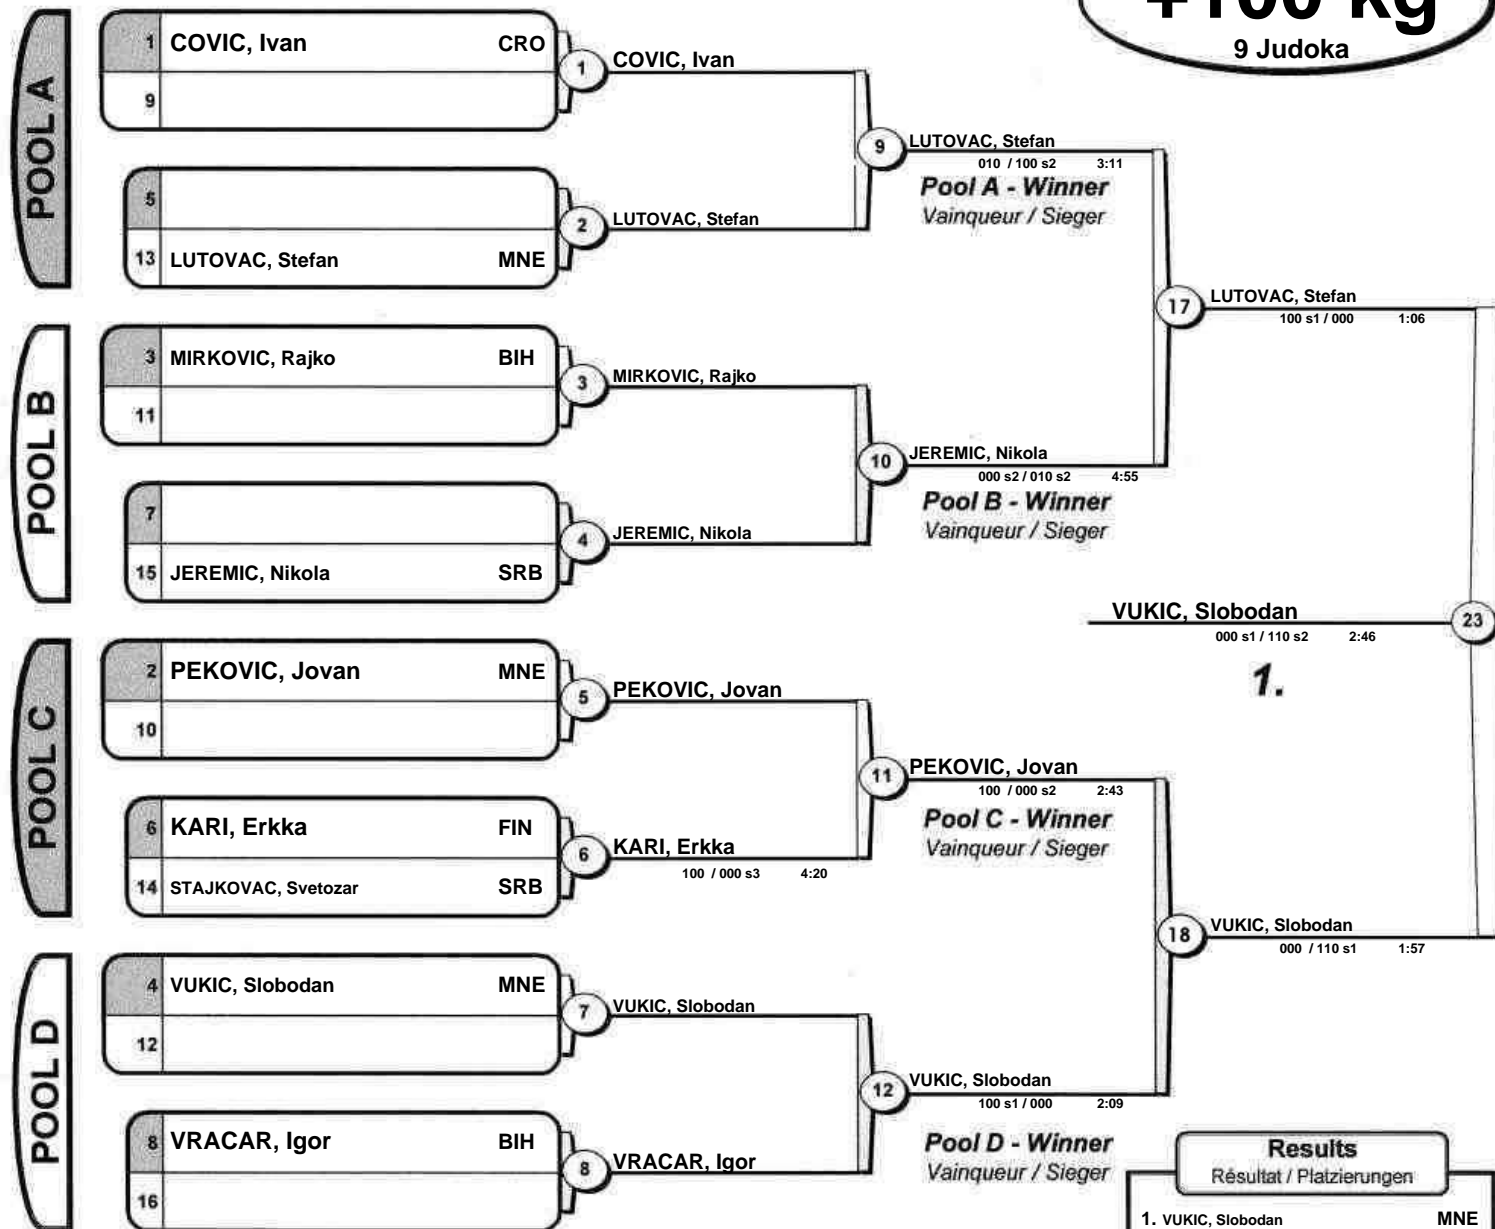 +100 kg
9 Judoka
POOL A
1 COVIC, Ivan CRO
9
5
13 LUTOVAC, Stefan MNE
1 COVIC, Ivan
2 LUTOVAC, Stefan
9 LUTOVAC, Stefan
010 / 100 s2 3:11
Pool A - Winner
Vainqueur / Sieger
POOL B
3 MIRKOVIC, Rajko BIH
11
7
15 JEREMIC, Nikola SRB
3 MIRKOVIC, Rajko
4 JEREMIC, Nikola
10 JEREMIC, Nikola
000 s2 / 010 s2 4:55
Pool B - Winner
Vainqueur / Sieger
17 LUTOVAC, Stefan
100 s1 / 000 1:06
VUKIC, Slobodan 23
000 s1 / 110 s2 2:46
1.
POOL C
2 PEKOVIC, Jovan MNE
10
6 KARI, Erkka FIN
14 STAJKOVAC, Svetozar SRB
5 PEKOVIC, Jovan
6 KARI, Erkka
100 / 000 s3 4:20
11 PEKOVIC, Jovan
100 / 000 s2 2:43
Pool C - Winner
Vainqueur / Sieger
POOL D
4 VUKIC, Slobodan MNE
12
8 VRACAR, Igor BIH
16
7 VUKIC, Slobodan
8 VRACAR, Igor
12 VUKIC, Slobodan
100 s1 / 000 2:09
Pool D - Winner
Vainqueur / Sieger
18 VUKIC, Slobodan
000 / 110 s1 1:57
Results
Résultat / Platzierungen
1. VUKIC, Slobodan MNE